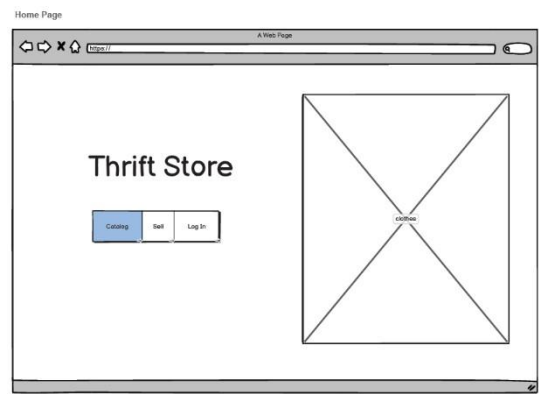 Home Page
A Web Page
https://
Thrift Store
Catalog Sell Log In
clothes